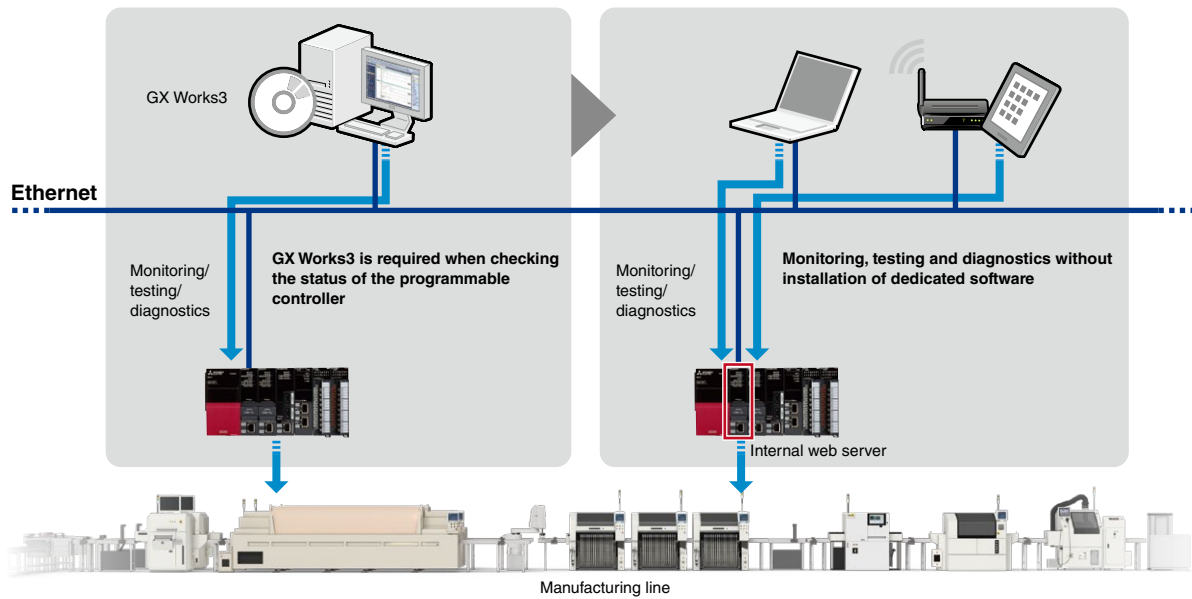 GX Works3
Ethernet
Monitoring/
testing/
diagnostics
GX Works3 is required when checking
the status of the programmable
controller
Monitoring/
testing/
diagnostics
Monitoring, testing and diagnostics without
installation of dedicated software
Internal web server
Manufacturing line